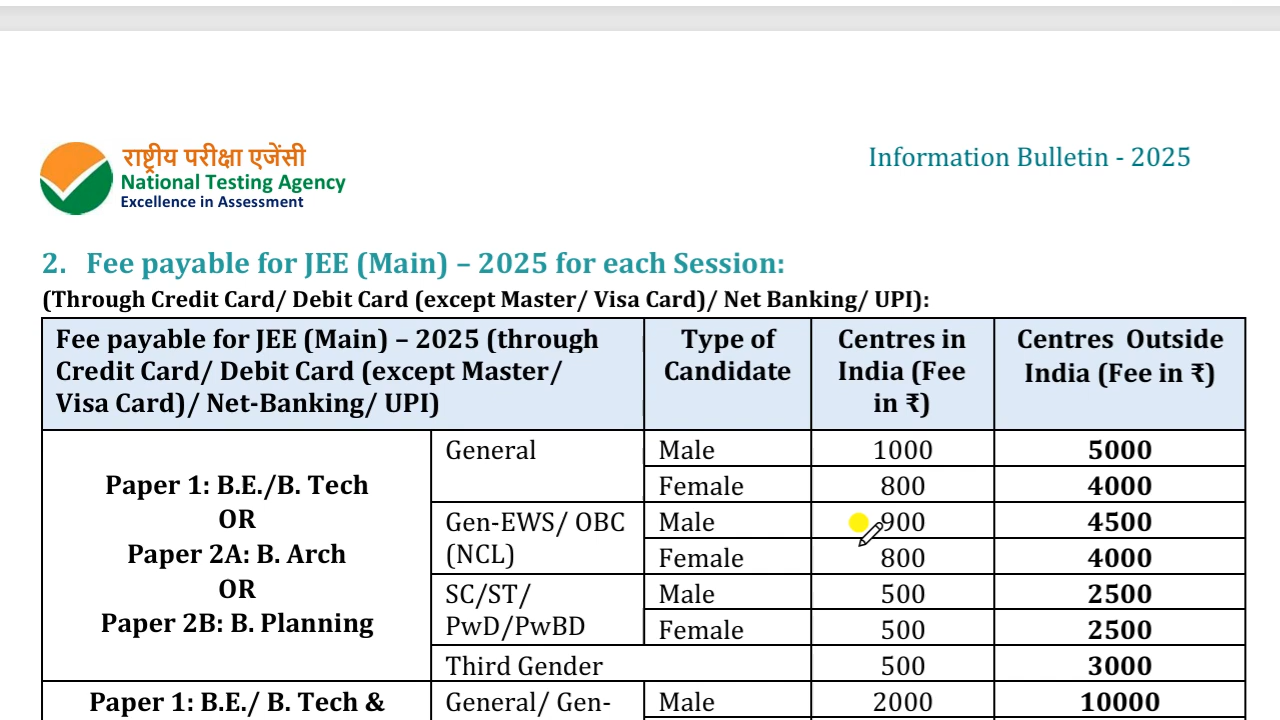 राष्ट्रीय परीक्षा एजेंसी
National Testing Agency
Excellence in Assessment
Information Bulletin - 2025
2. Fee payable for JEE (Main) – 2025 for each Session:
(Through Credit Card/ Debit Card (except Master/ Visa Card)/ Net Banking/ UPI):
Fee payable for JEE (Main) – 2025 (through
Credit Card/ Debit Card (except Master/
Visa Card)/ Net-Banking/ UPI)
Type of
Candidate
Centres in
India (Fee
in ₹)
Centres Outside
India (Fee in ₹)
Paper 1: B.E./B. Tech
OR
Paper 2A: B. Arch
OR
Paper 2B: B. Planning
General
Male 1000 5000
Female 800 4000
Gen-EWS/ OBC
(NCL)
Male 900 4500
Female 800 4000
SC/ST/
PwD/PwBD
Male 500 2500
Female 500 2500
Third Gender 500 3000
Paper 1: B.E./ B. Tech &
General/ Gen-
Male 2000 10000